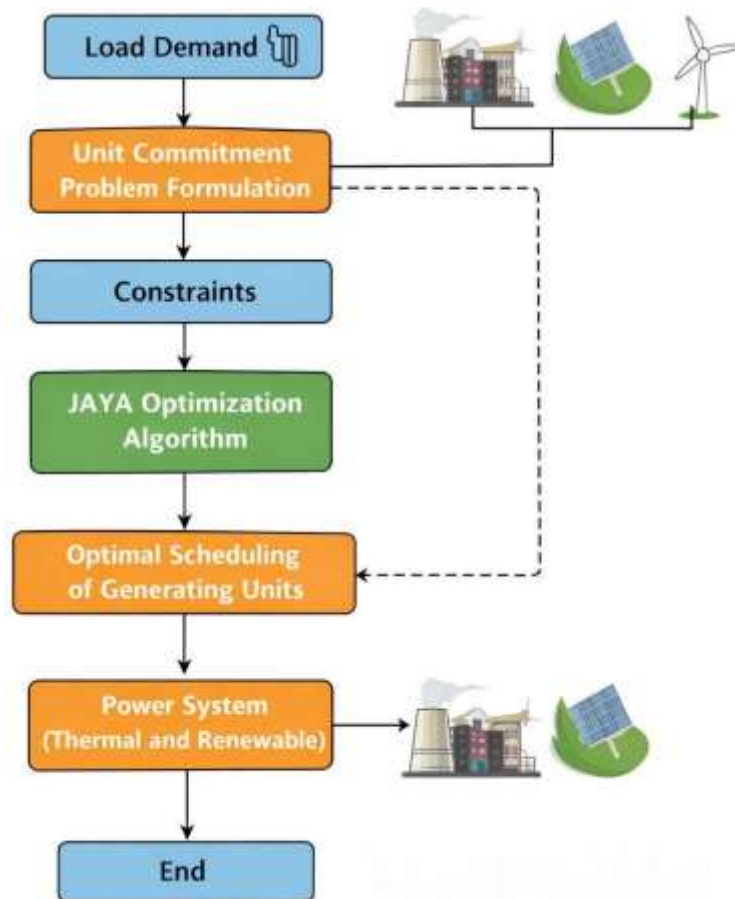 Load Demand
Unit Commitment
Problem Formulation
Constraints
JAYA Optimization
Algorithm
Optimal Scheduling
of Generating Units
Power System
(Thermal and Renewable)
End